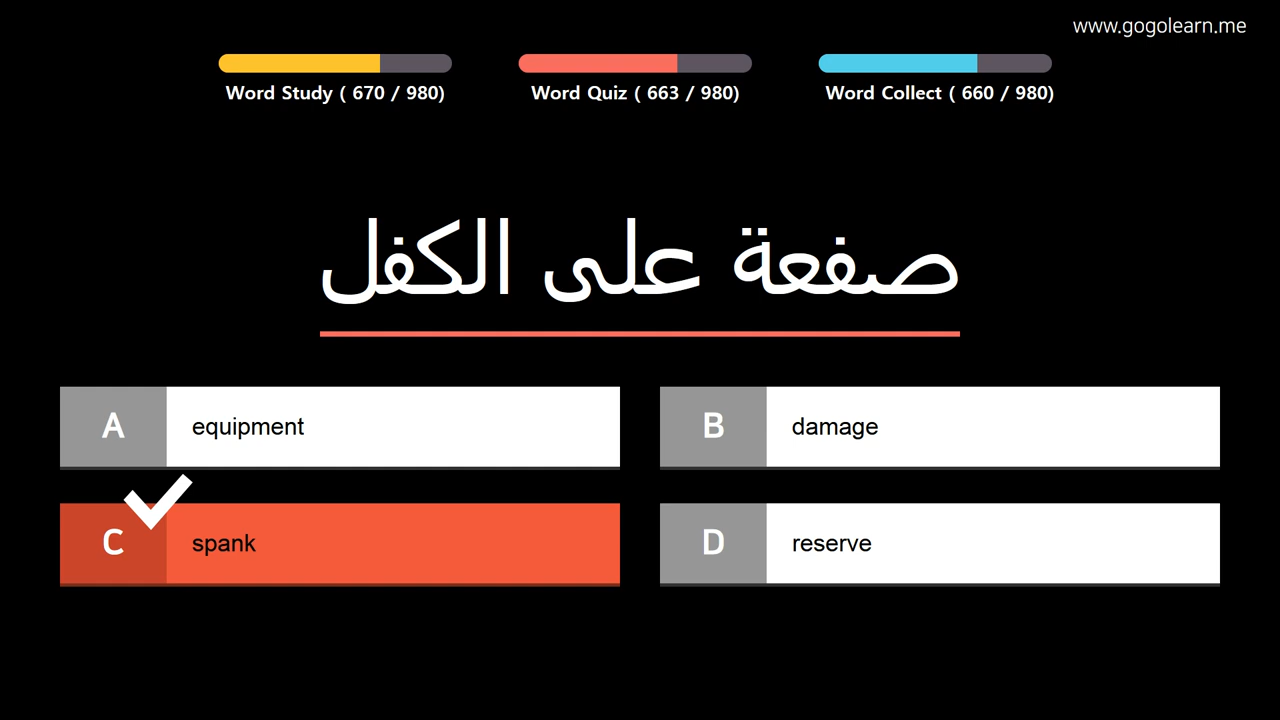 www.gogolearn.me
Word Study ( 670 / 980)
Word Quiz ( 663 / 980)
Word Collect ( 660 / 980)
صفعة على الكفل
A equipment
B damage
C spank
D reserve